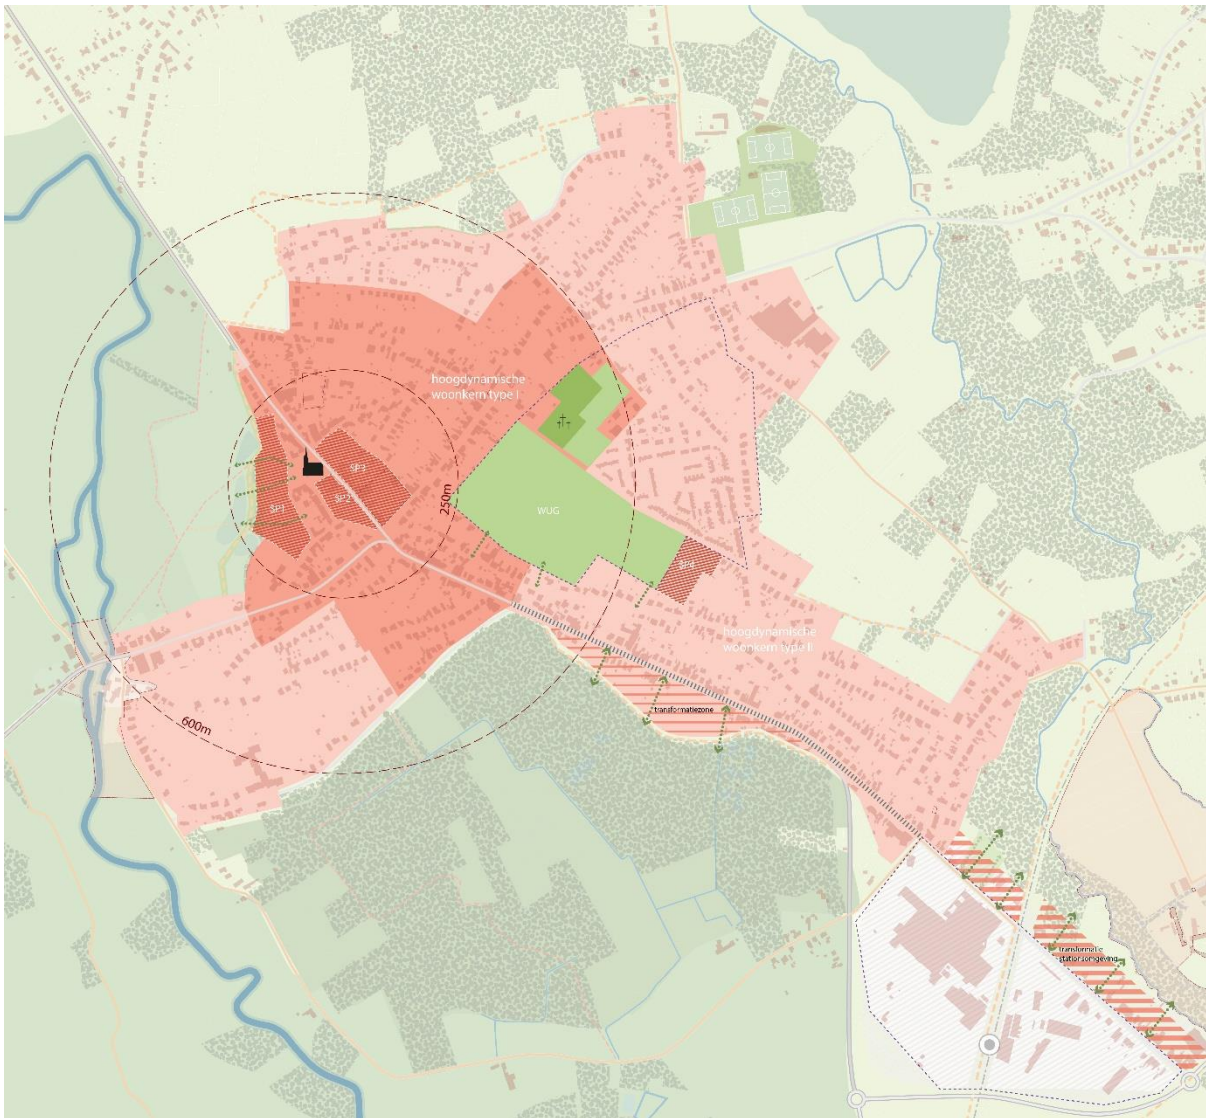 hoogdynamische
woonkern type I
SP3
SP2
SP1
250m
WUG
SP4
hoogdynamische
woonkern type II
transformatiezone
600m
transformatie
stationsomgeving